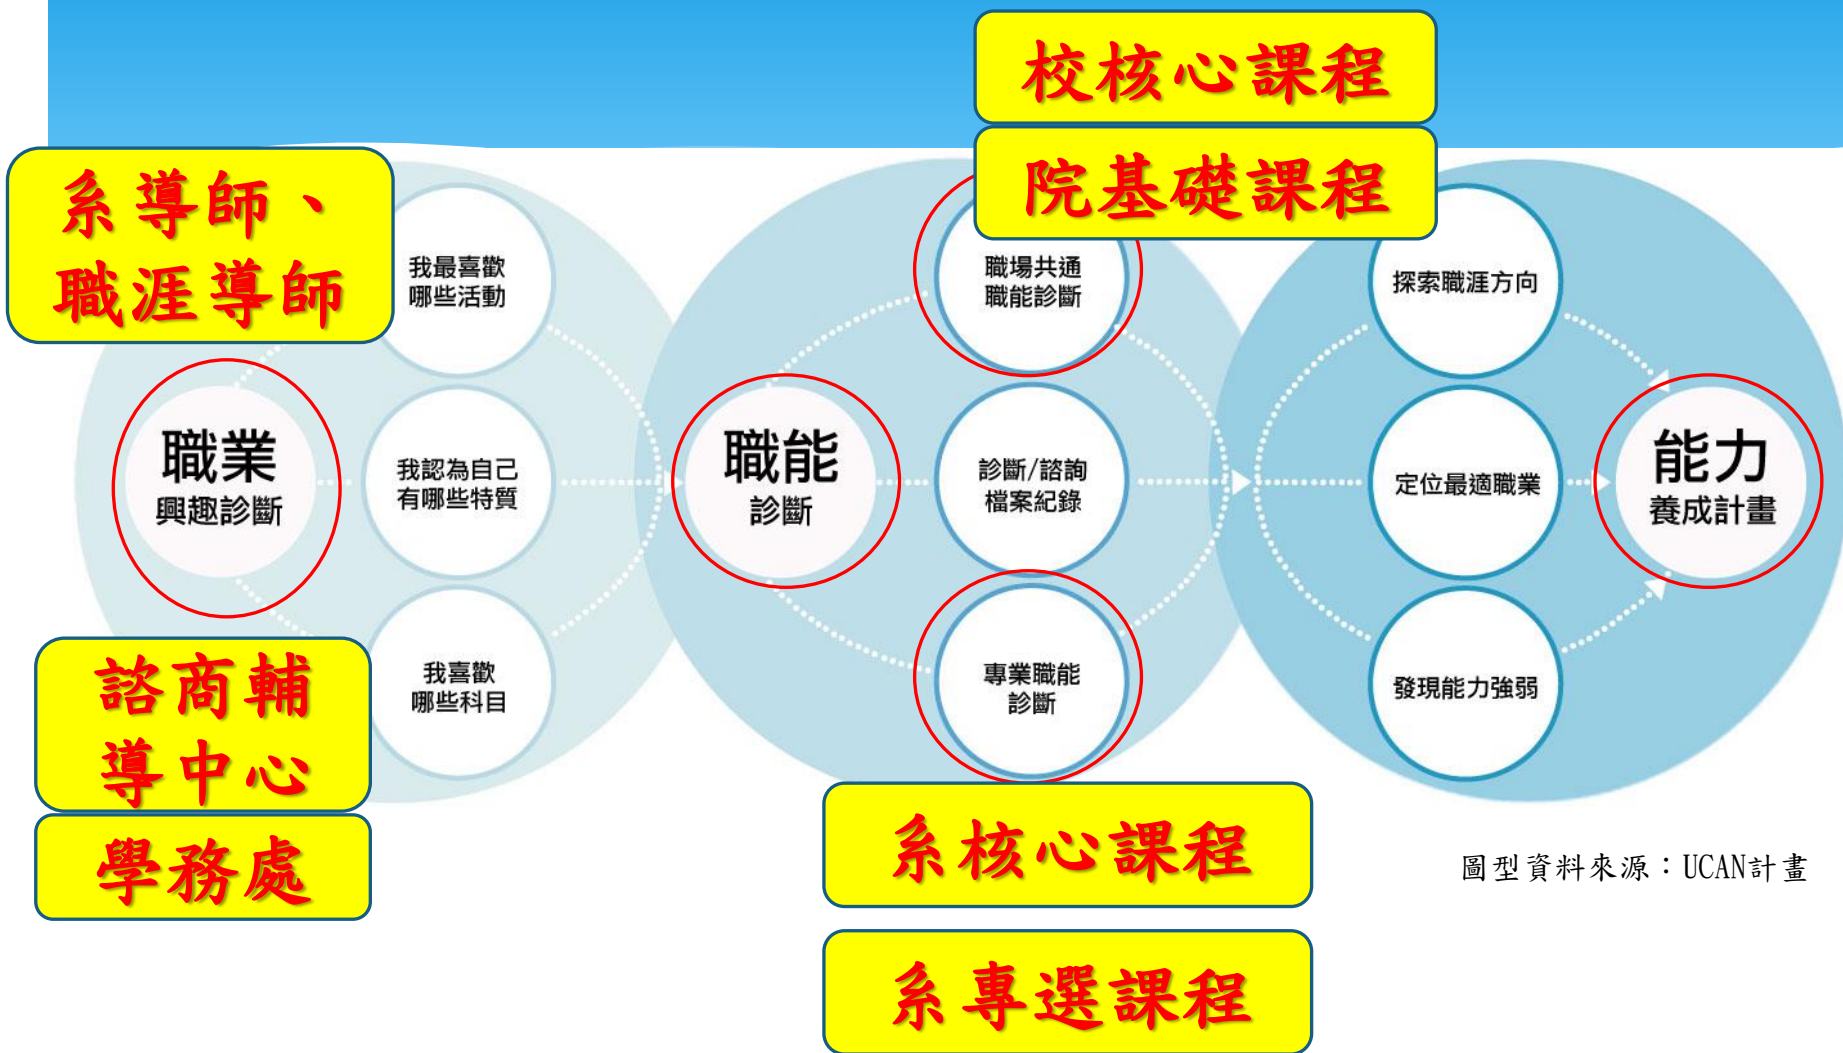 校核心課程
院基礎課程
系導師、
職涯導師
我最喜歡
哪些活動
職業
興趣診斷
我認為自己
有哪些特質
我喜歡
哪些科目
諮商輔
導中心
學務處
職場共通
職能診斷
職能
診斷
診斷/諮詢
檔案紀錄
專業職能
診斷
系核心課程
系專選課程
探索職涯方向
定位最適職業
發現能力強弱
能力
養成計畫
圖型資料來源：UCAN計畫